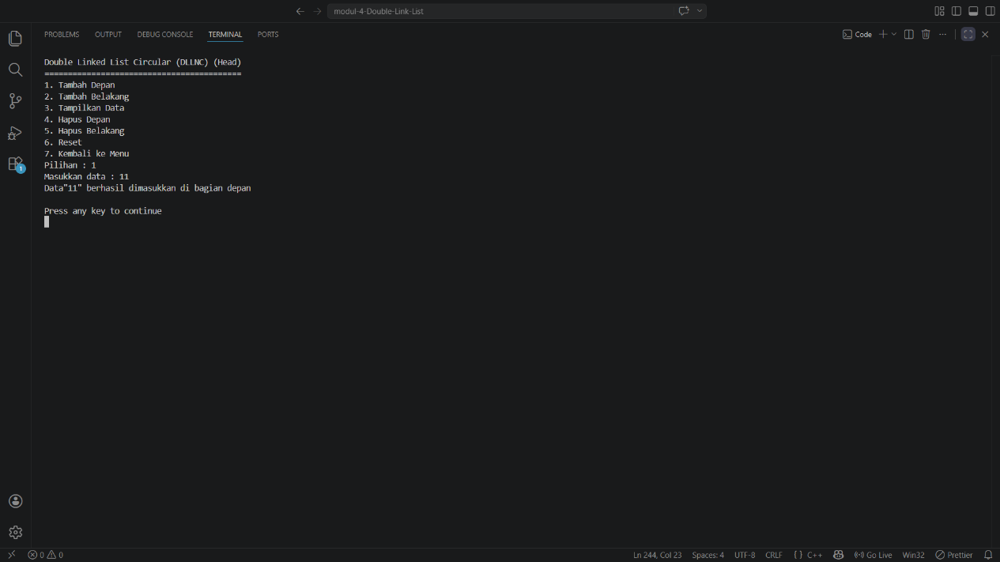 modul-4-Double-Link-List
PROBLEMS OUTPUT DEBUG CONSOLE TERMINAL PORTS
Code
Double Linked List Circular (DLLNC) (Head)
==========================================
1. Tambah Depan
2. Tambah Belakang
3. Tampilkan Data
4. Hapus Depan
5. Hapus Belakang
6. Reset
7. Kembali ke Menu
Pilihan : 1
Masukkan data : 11
Data"11" berhasil dimasukkan di bagian depan
Press any key to continue
1
0 0 Ln 244, Col 23 Spaces: 4 UTF-8 CRLF {} C++ Go Live Win32 Prettier